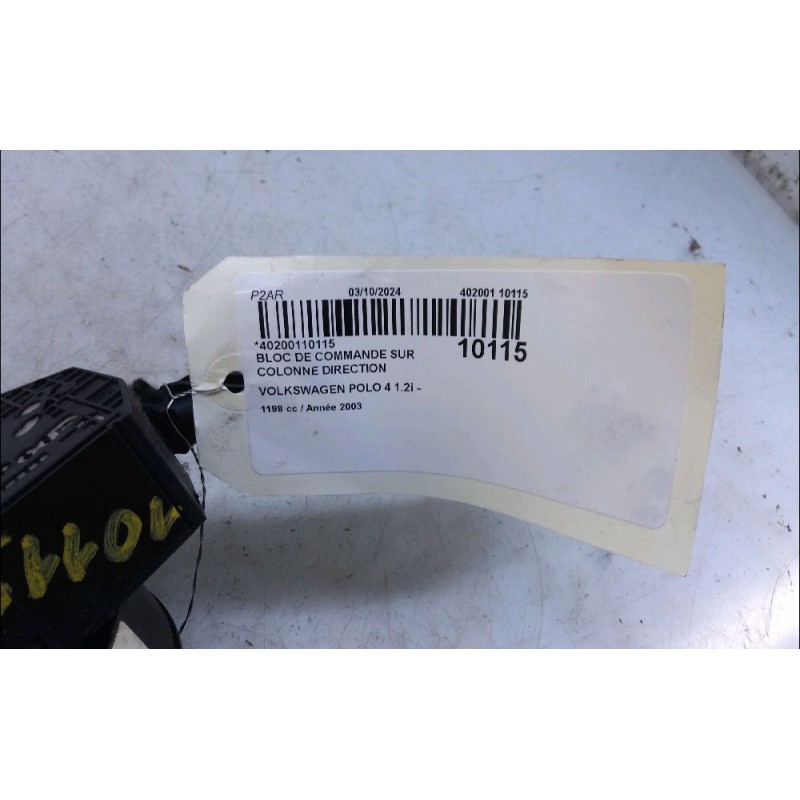 P2AR 03/10/2024 402001 10115
*40200110115 10115
BLOC DE COMMANDE SUR
COLONNE DIRECTION
VOLKSWAGEN POLO 4 1.2i -
1198 cc / Année 2003